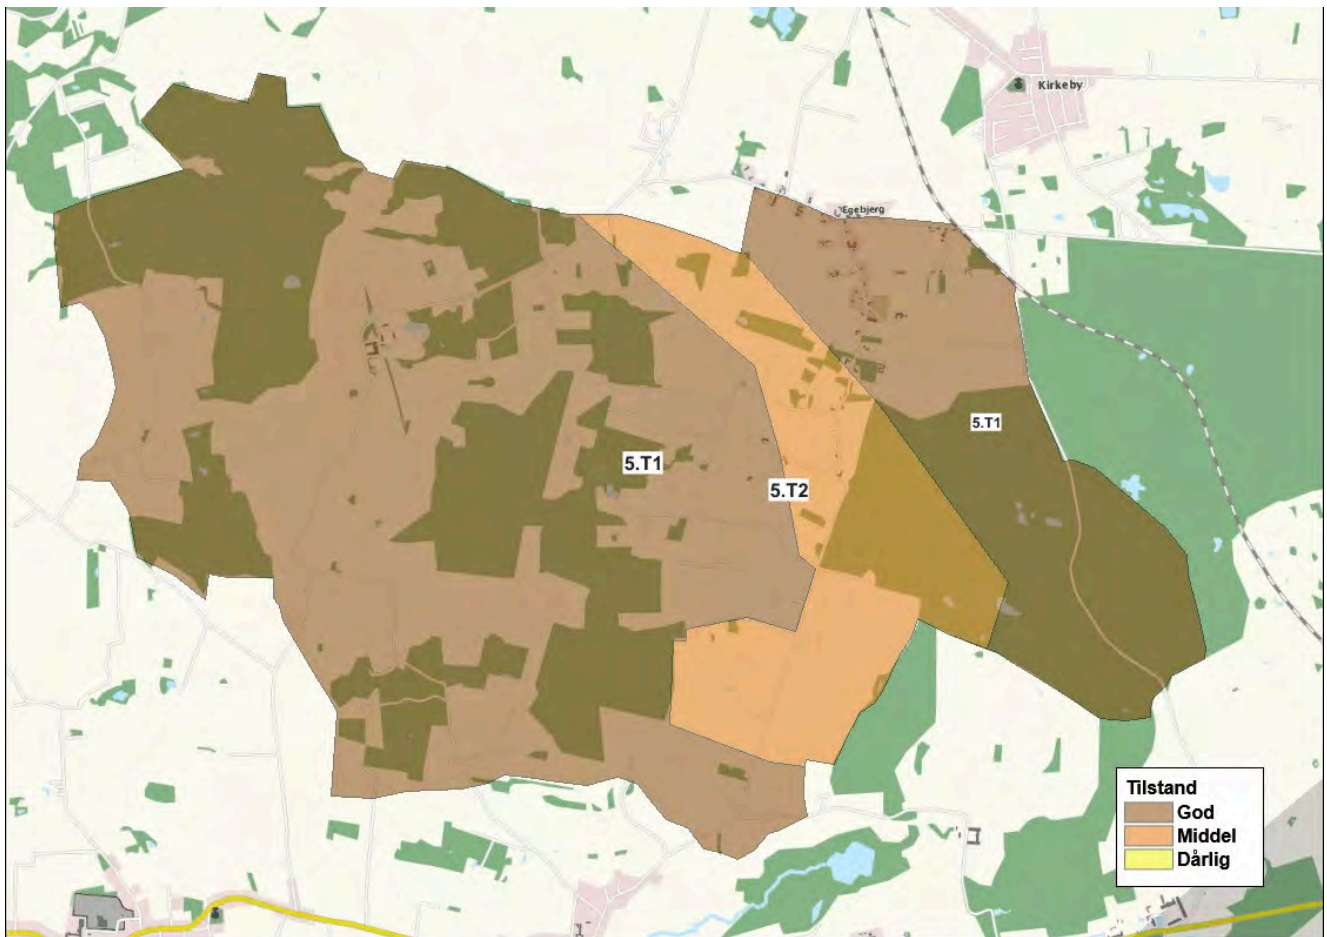 Kirkeby
Egebjerg
5.T1
5.T1
5.T2
Tilstand
God
Middel
Dårlig